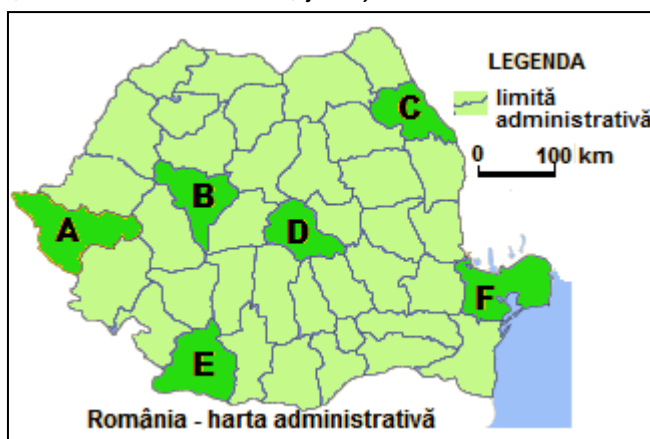 LEGENDA
limită
administrativă
0 100 km
C
B
A
D
F
E
România - harta administrativă